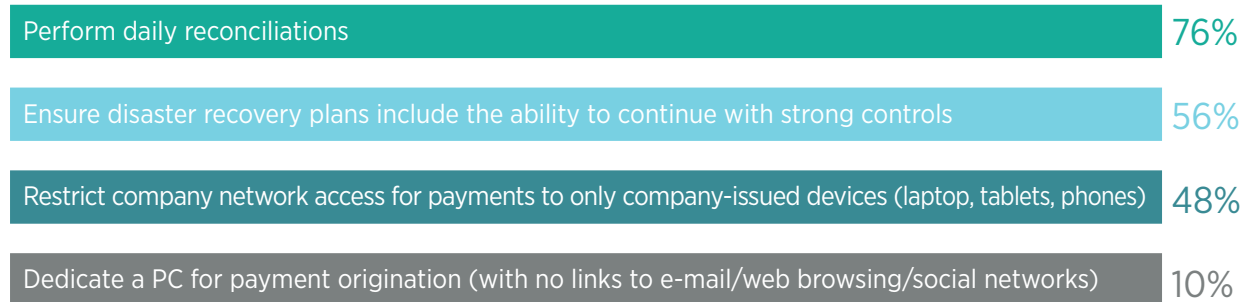 Perform daily reconciliations 76%
Ensure disaster recovery plans include the ability to continue with strong controls 56%
Restrict company network access for payments to only company-issued devices (laptop, tablets, phones) 48%
Dedicate a PC for payment origination (with no links to e-mail/web browsing/social networks) 10%